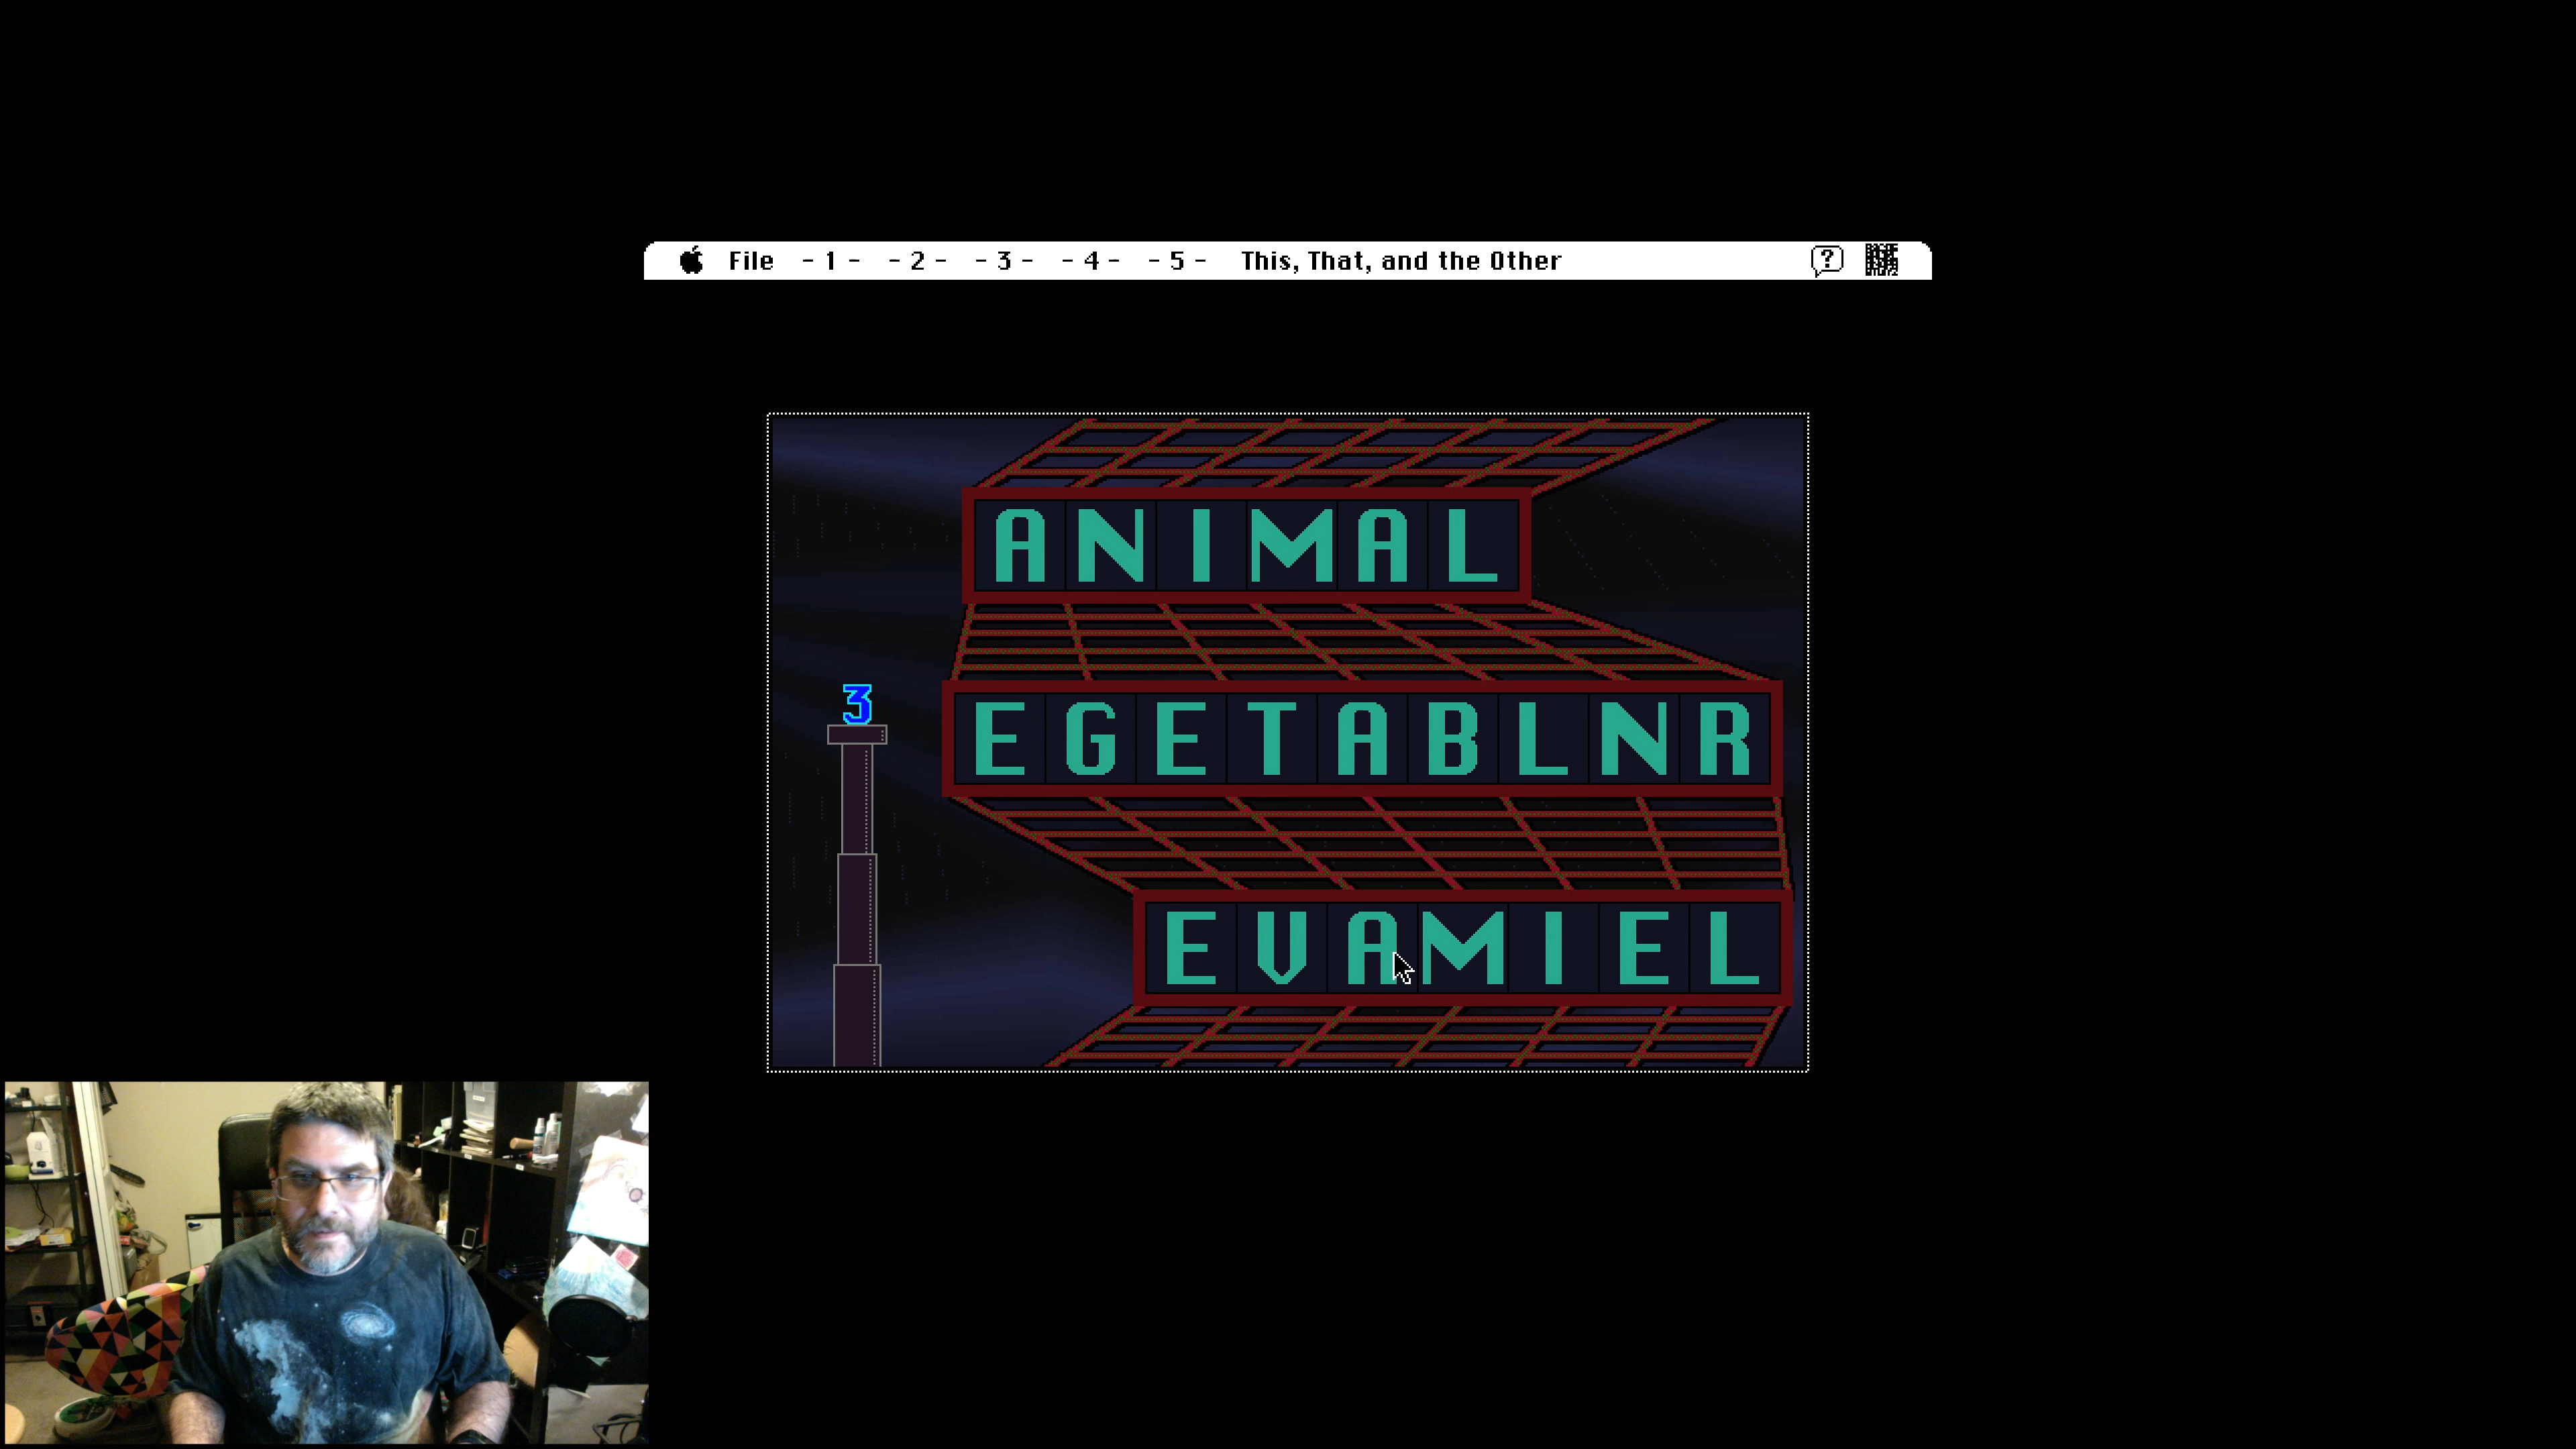 File -1- -2- -3- -4- -5- This, That, and the Other
ANIMAL
3
EGETABLNR
EVAMIEL